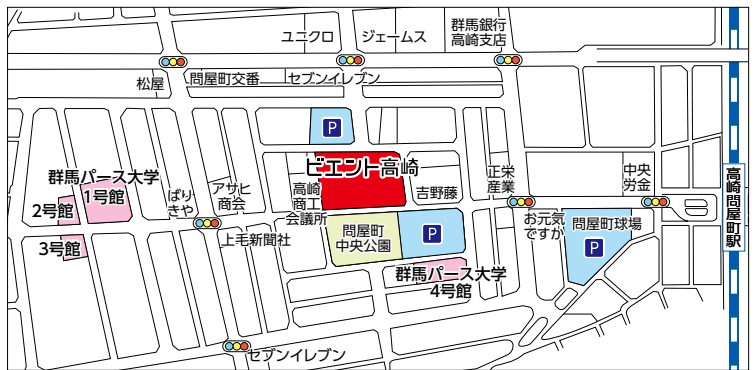 ユニクロ
ジェームス
群馬銀行
高崎支店
松屋
問屋町交番
セブンイレブン
P
ビエント高崎
群馬パース大学
1号館
2号館
3号館
ばり
きや
アサヒ
商会
高崎
商工
会議所
吉野藤
正栄
産業
中央
労金
上毛新聞社
問屋町
中央公園
P
お元気
ですか
問屋町球場
P
群馬パース大学
4号館
セブンイレブン
高崎問屋町駅